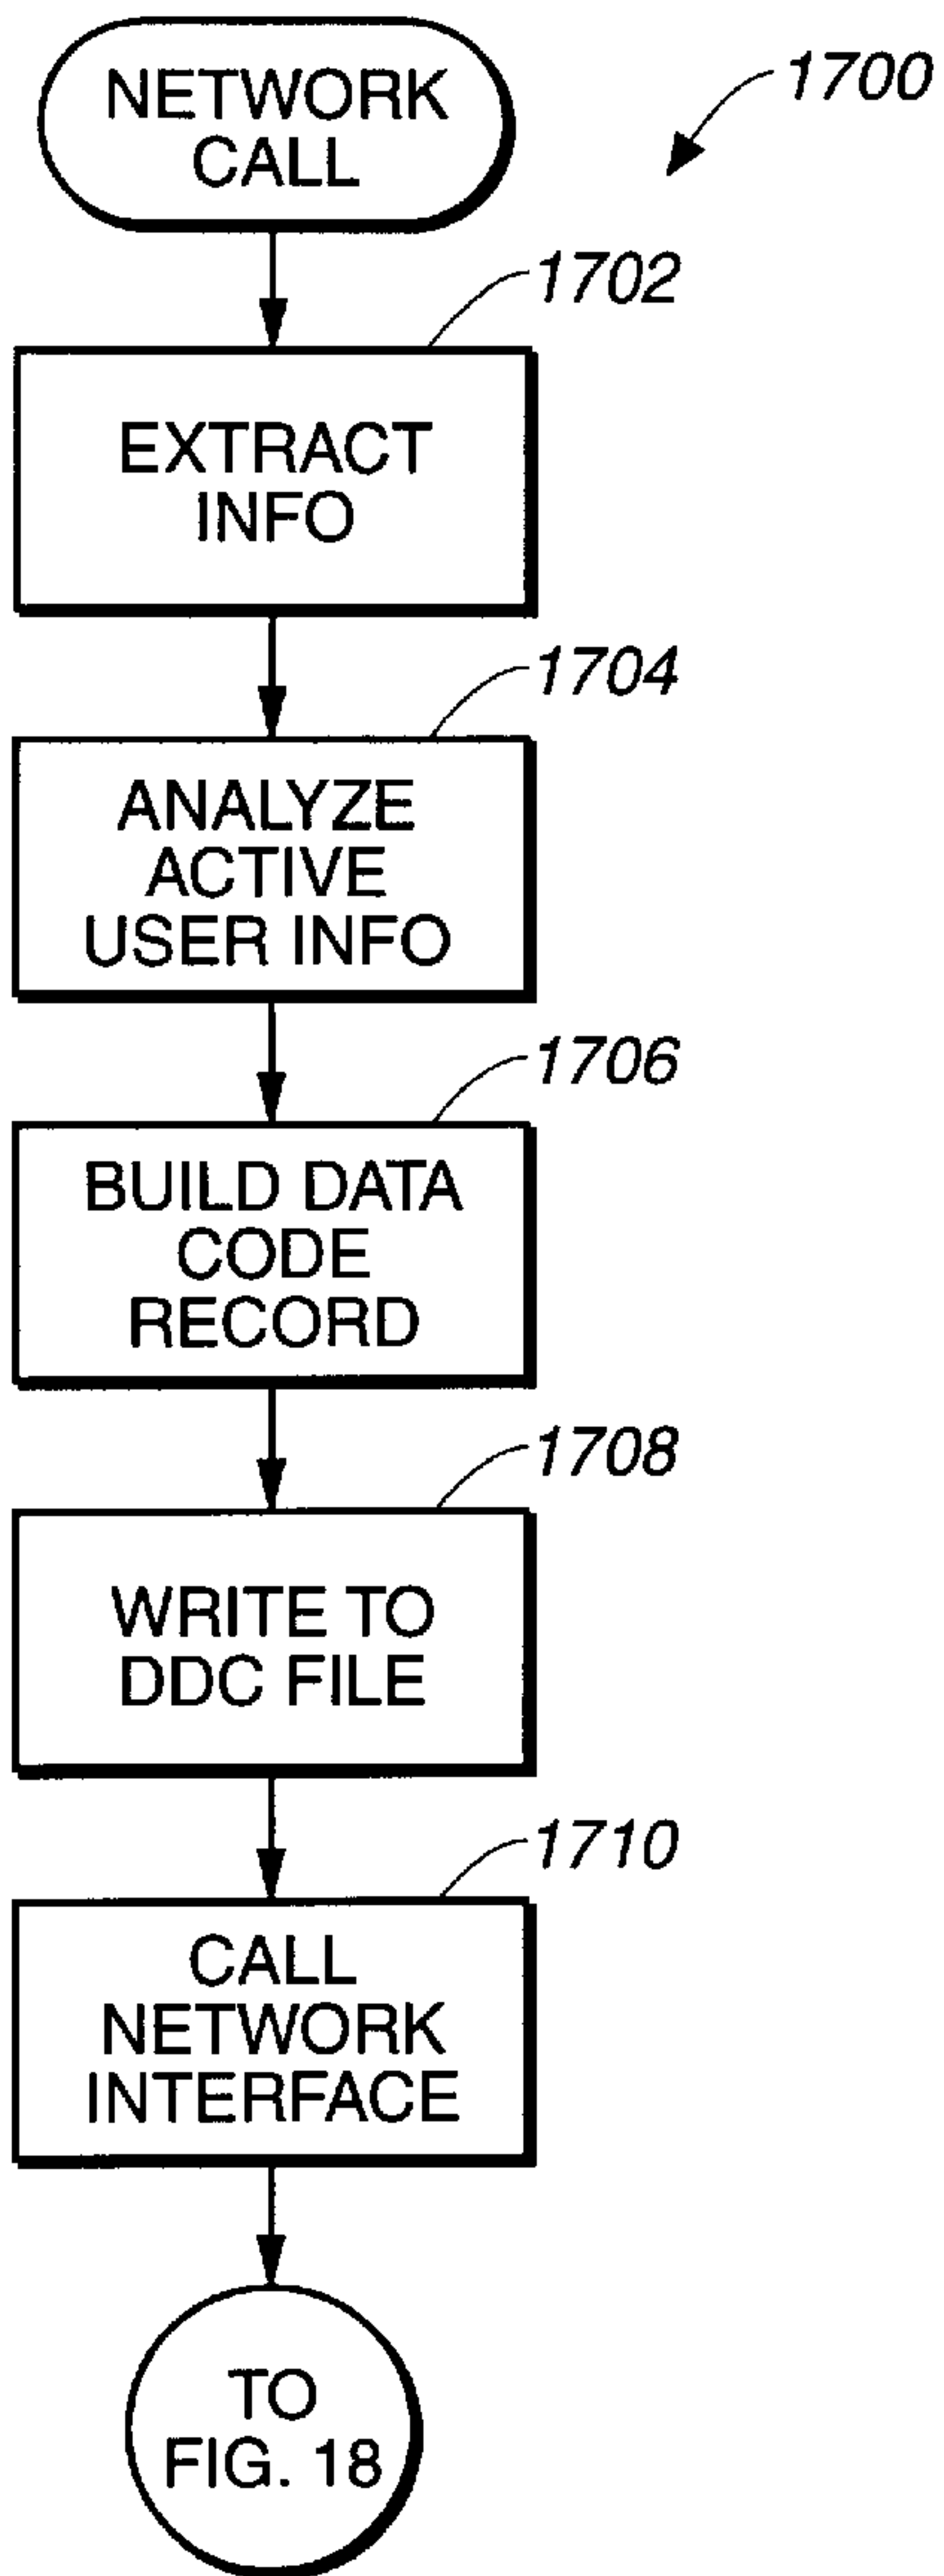 NETWORK
CALL
1700
1702
EXTRACT
INFO
1704
ANALYZE
ACTIVE
USER INFO
1706
BUILD DATA
CODE
RECORD
1708
WRITE TO
DDC FILE
1710
CALL
NETWORK
INTERFACE
TO
FIG. 18